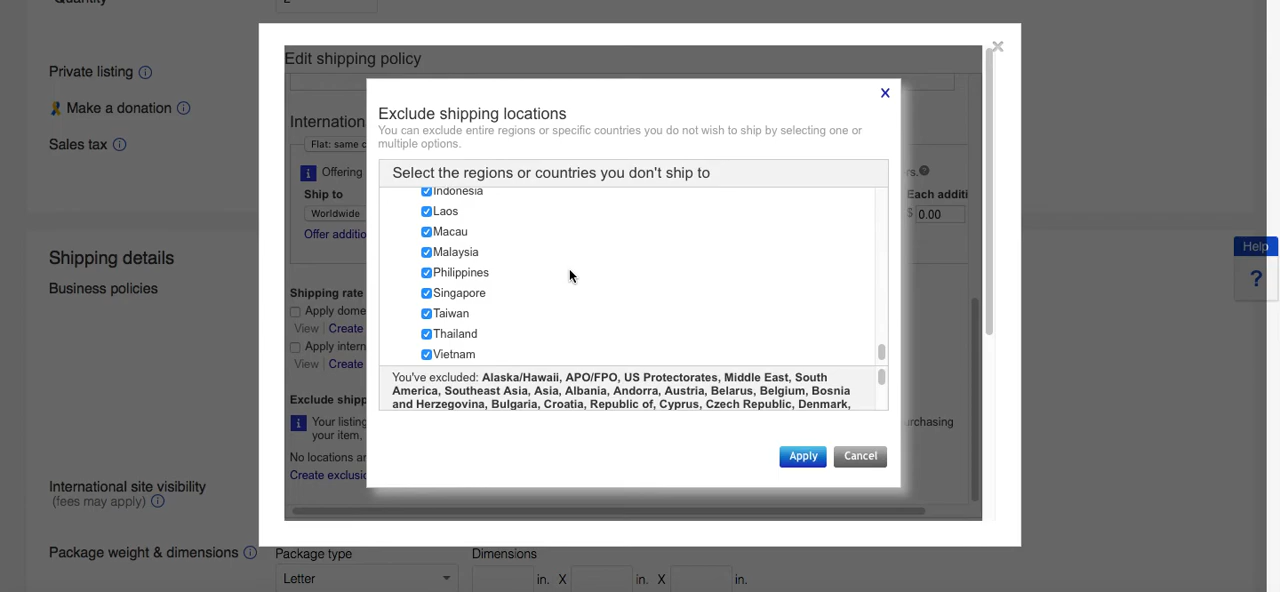 Quantity
Private listing
Make a donation
Sales tax
Shipping details
Business policies
International site visibility
(fees may apply)
Package weight & dimensions
Package type
Letter
Dimensions
in. X
in. X
in.
Help
?
Edit shipping policy
Flat: same c
Offering
rs.
Ship to
Each additi
Worldwide
$ 0.00
Offer additio
Shipping rate
Apply dome
View | Create
Apply intern
View | Create
Exclude shipp
Your listing
urchasing
your item,
No locations ar
Create exclusio
X
Exclude shipping locations
You can exclude entire regions or specific countries you do not wish to ship by selecting one or
multiple options.
Select the regions or countries you don't ship to
Indonesia
Laos
Macau
Malaysia
Philippines
Singapore
Taiwan
Thailand
Vietnam
You've excluded: Alaska/Hawaii, APO/FPO, US Protectorates, Middle East, South
America, Southeast Asia, Asia, Albania, Andorra, Austria, Belarus, Belgium, Bosnia
and Herzegovina, Bulgaria, Croatia, Republic of, Cyprus, Czech Republic, Denmark,
Apply
Cancel